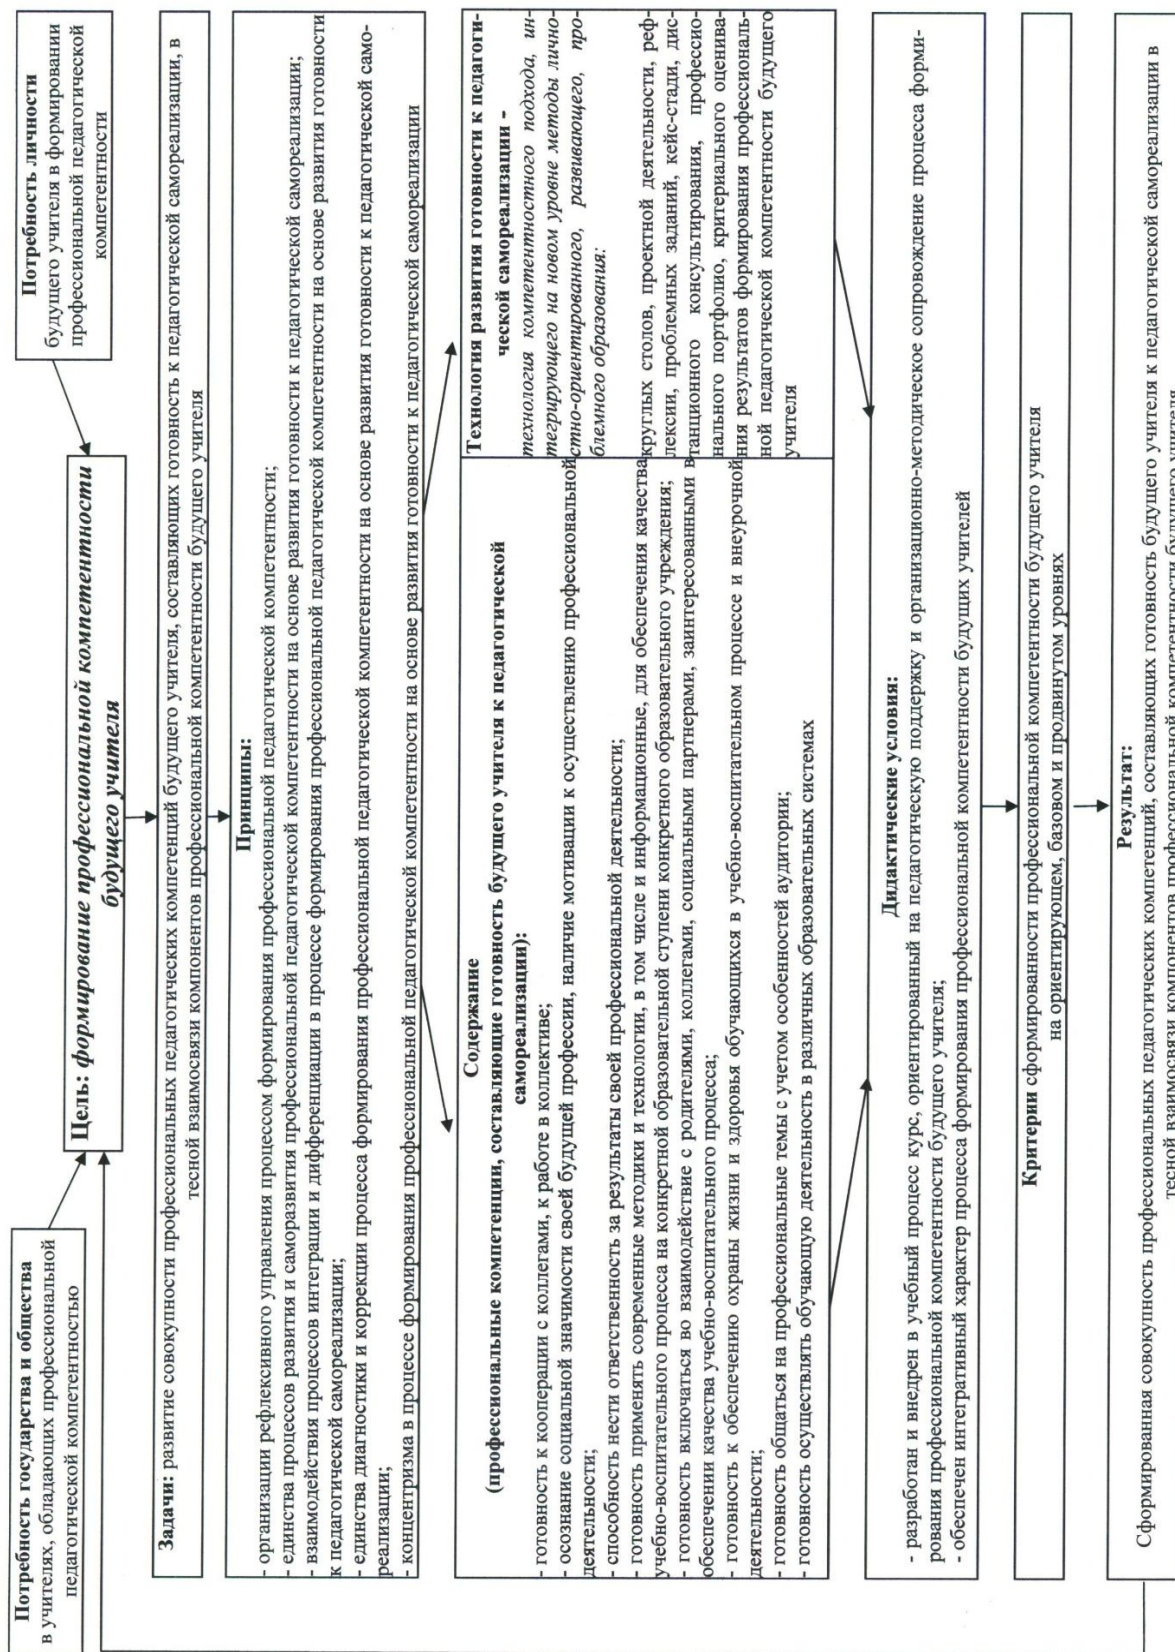 Потребность государства и общества
в учителях, обладающих профессиональной
педагогической компетентностью
Цель: формирование профессиональной компетентности
будущего учителя
Потребность личности
будущего учителя в формировании
профессиональной педагогической
компетентности
Задачи: развитие совокупности профессиональных педагогических компетенций будущего учителя, составляющих готовность к педагогической самореализации, в
тесной взаимосвязи компонентов профессиональной компетентности будущего учителя
Принципы:
- организации рефлексивного управления процессом формирования профессиональной педагогической компетентности;
- единства процессов развития и саморазвития профессиональной педагогической компетентности на основе развития готовности к педагогической самореализации;
- взаимодействия процессов интеграции и дифференциации в процессе формирования профессиональной педагогической компетентности на основе развития готовности
к педагогической самореализации;
- единства диагностики и коррекции процесса формирования профессиональной педагогической компетентности на основе развития готовности к педагогической само-
реализации;
- концентризма в процессе формирования профессиональной педагогической компетентности на основе развития готовности к педагогической самореализации
Содержание
(профессиональные компетенции, составляющие готовность будущего учителя к педагогической
самореализации):
- готовность к кооперации с коллегами, к работе в коллективе;
- осознание социальной значимости своей будущей профессии, наличие мотивации к осуществлению профессиональной
деятельности;
- способность нести ответственность за результаты своей профессиональной деятельности;
- готовность применять современные методики и технологии, в том числе и информационные, для обеспечения качества
учебно-воспитательного процесса на конкретной образовательной ступени конкретного образовательного учреждения;
- готовность включаться во взаимодействие с родителями, коллегами, социальными партнерами, заинтересованными в
обеспечении качества учебно-воспитательного процесса;
- готовность к обеспечению охраны жизни и здоровья обучающихся в учебно-воспитательном процессе и внеурочной
деятельности;
- готовность общаться на профессиональные темы с учетом особенностей аудитории;
- готовность осуществлять обучающую деятельность в различных образовательных системах
Технология развития готовности к педагоги-
ческой самореализации -
технология компетентностного подхода, ин-
тегрирующего на новом уровне методы лично-
стно-ориентированного, развивающего, про-
блемного образования:
круглых столов, проектной деятельности, реф-
лексии, проблемных заданий, кейс-стади, дис-
танционного консультирования, профессио-
нального портфолио, критериального оценива-
ния результатов формирования профессиональ-
ной педагогической компетентности будущего
учителя
Дидактические условия:
- разработан и внедрен в учебный процесс курс, ориентированный на педагогическую поддержку и организационно-методическое сопровождение процесса форми-
рования профессиональной компетентности будущего учителя;
- обеспечен интегративный характер процесса формирования профессиональной компетентности будущих учителей
Критерии сформированности профессиональной компетентности будущего учителя
на ориентирующем, базовом и продвинутом уровнях
Результат:
Сформированная совокупность профессиональных педагогических компетенций, составляющих готовность будущего учителя к педагогической самореализации в
тесной взаимосвязи компонентов профессиональной компетентности будущего учителя